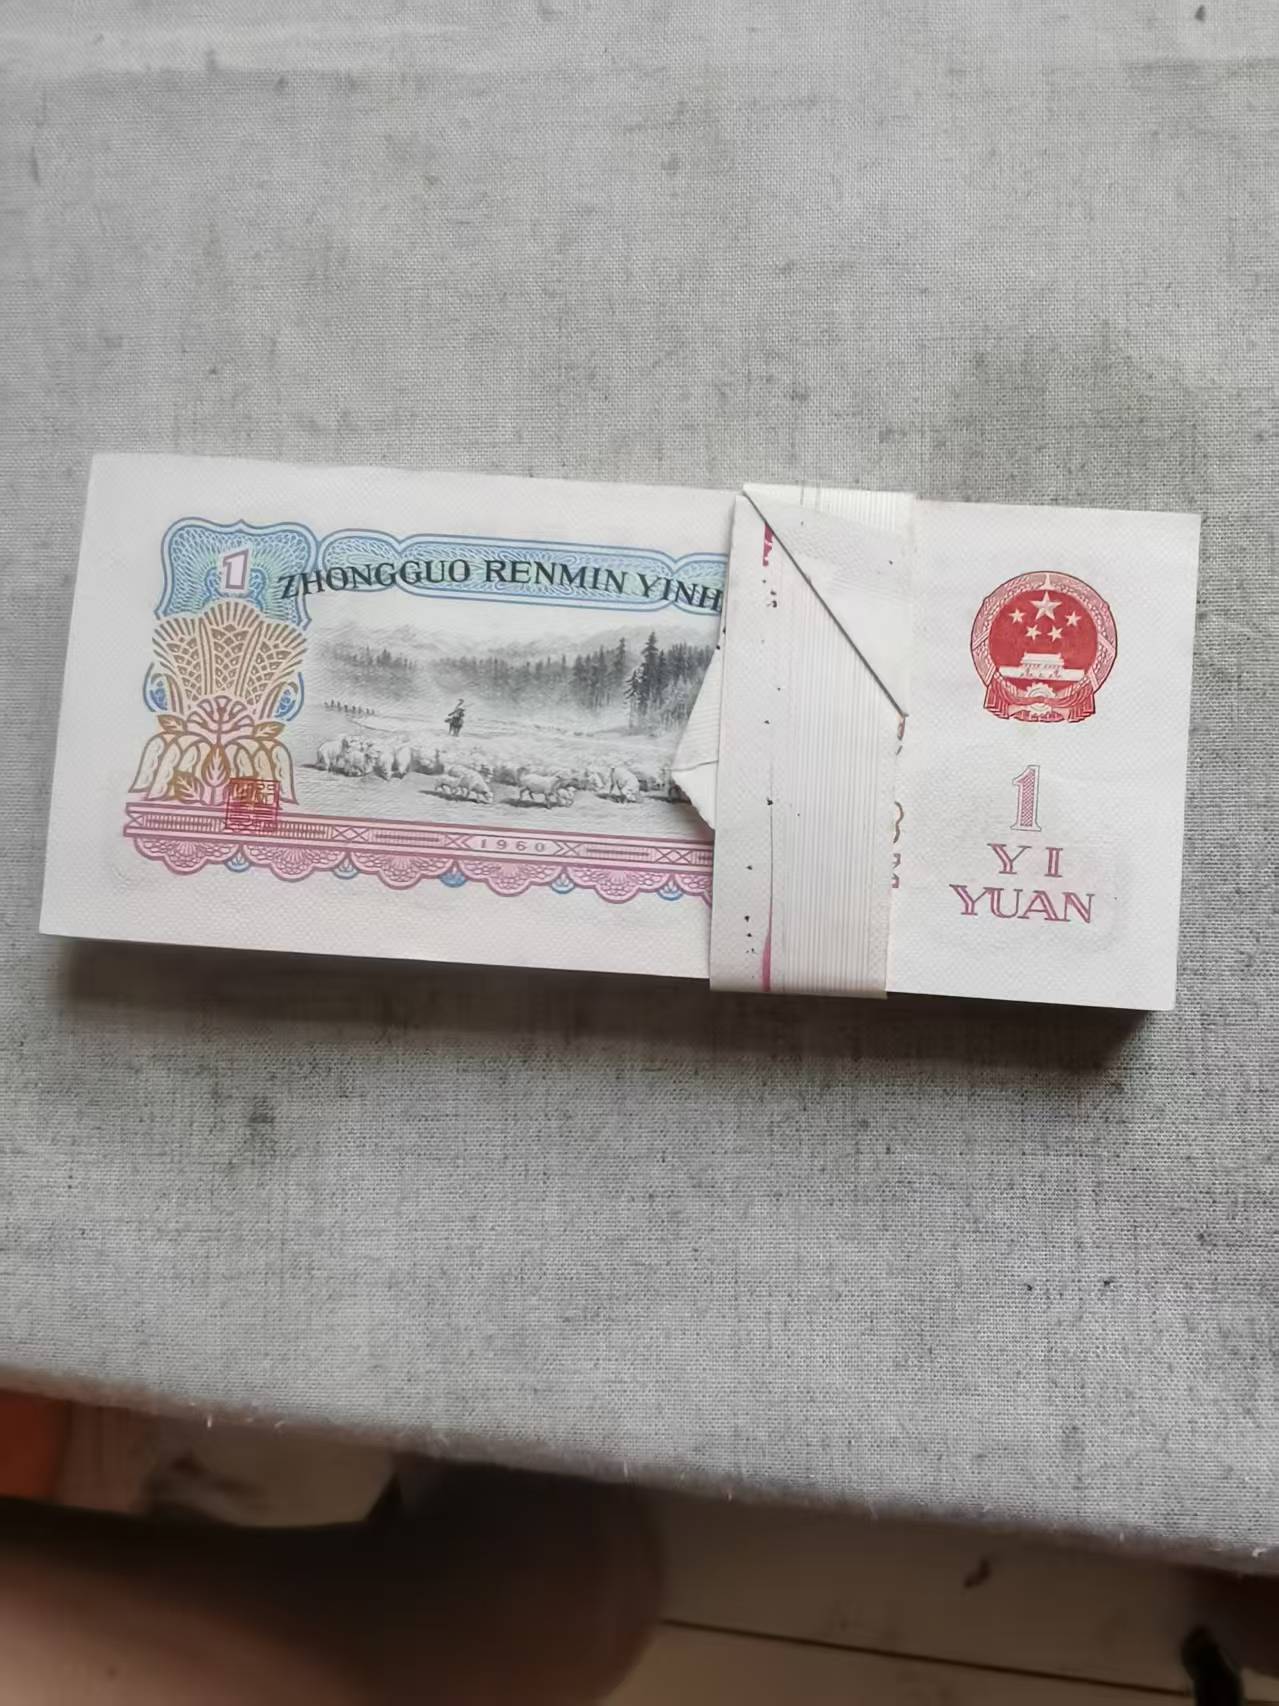 1
ZHONGGUO RENMIN YINH
1960
1
YI
YUAN